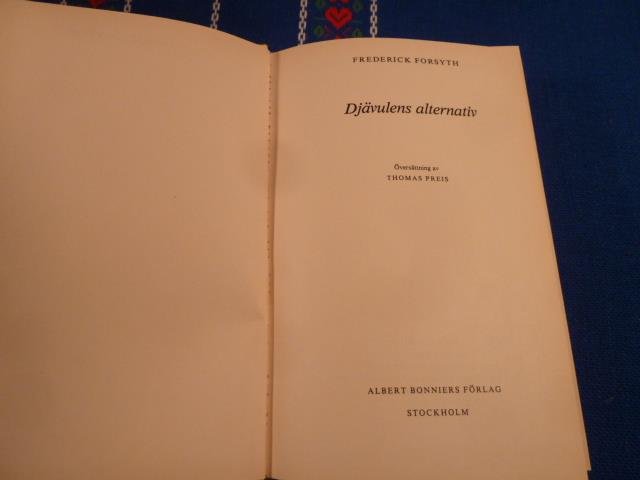 FREDERICK FORSYTH
Djävulens alternativ
Översättning av
THOMAS PREIS
ALBERT BONNIERS FÖRLAG
STOCKHOLM